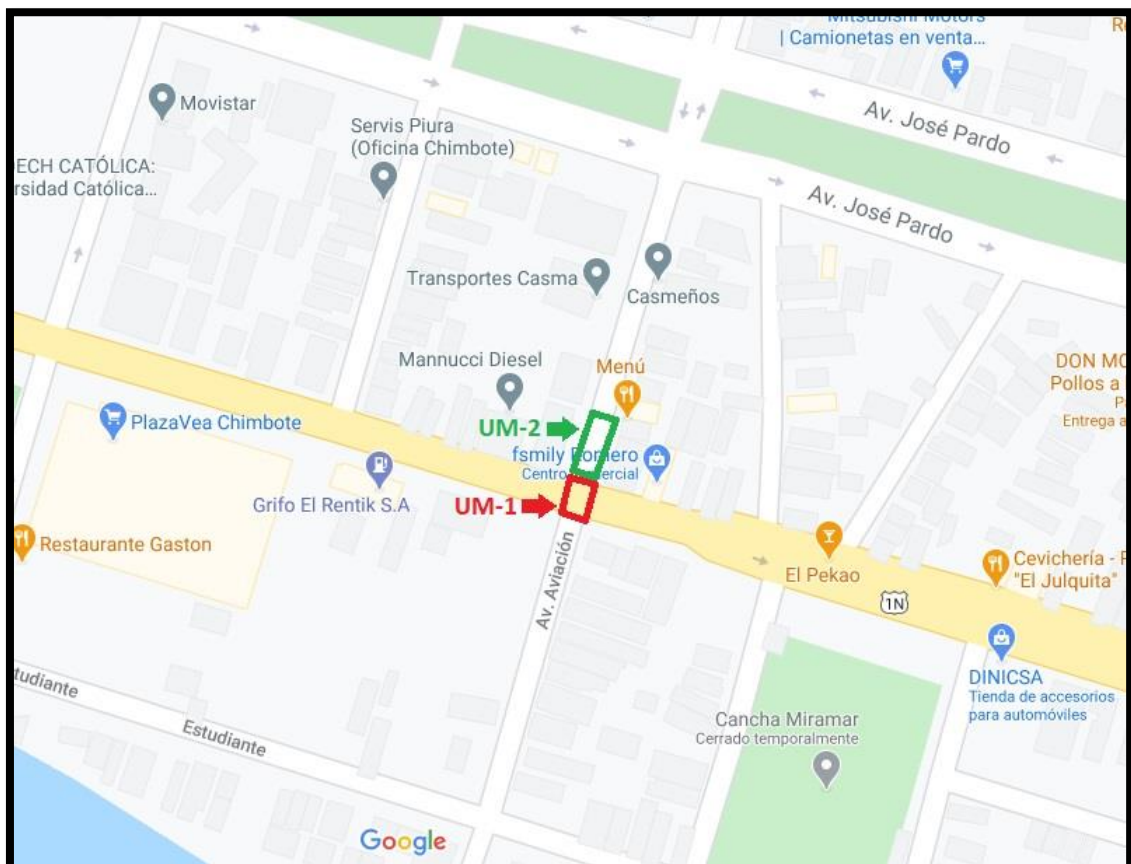 Mitsubishi Motors
| Camionetas en venta...
Movistar
Servis Piura
(Oficina Chimbote)
Av. José Pardo
DECH CATÓLICA:
rsidad Católica...
Av. José Pardo
Transportes Casma
Casmeños
Mannucci Diesel
Menú
DON MO
Pollos a
Entrega a
PlazaVea Chimbote
UM-2
fsmily Romero
Centro comercial
Grifo El Rentik S.A
UM-1
Restaurante Gaston
Av. Aviación
El Pekao
Cevichería -
"El Julquita"
1N
DINICSA
Tienda de accesorios
para automóviles
tudiante
Estudiante
Cancha Miramar
Cerrado temporalmente
Google